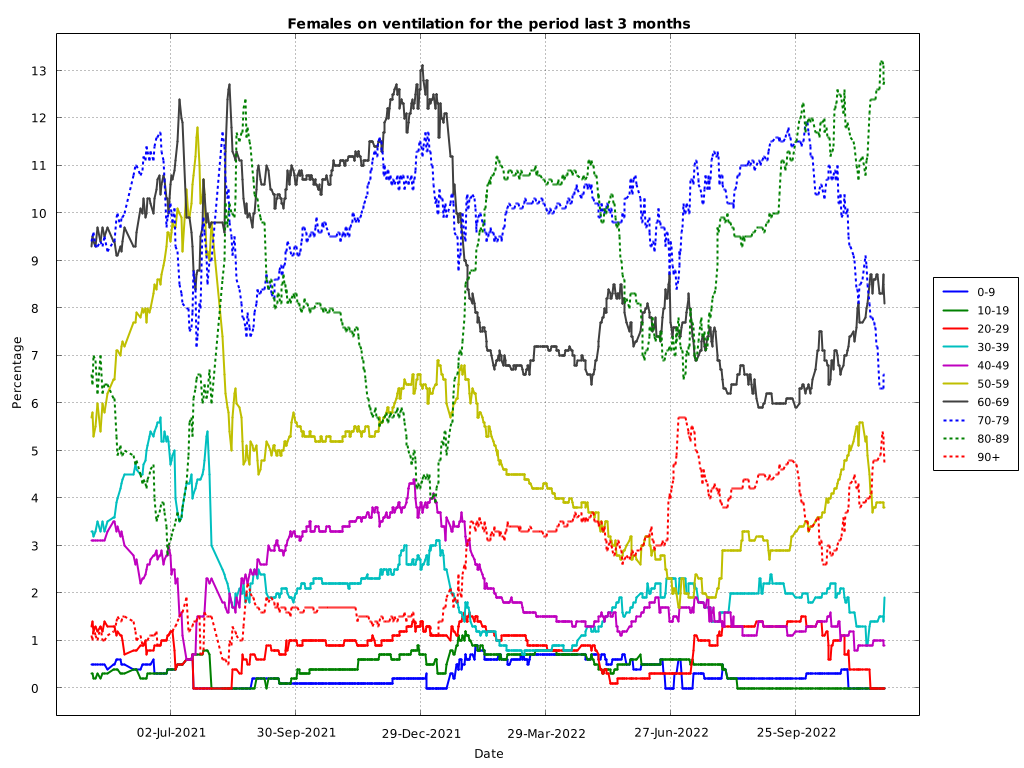 Females on ventilation for the period last 3 months
Percentage
13
12
11
10
9
8
7
6
5
4
3
2
1
0
02-Jul-2021
30-Sep-2021
29-Dec-2021
29-Mar-2022
27-Jun-2022
25-Sep-2022
Date
0-9
10-19
20-29
30-39
40-49
50-59
60-69
70-79
80-89
90+